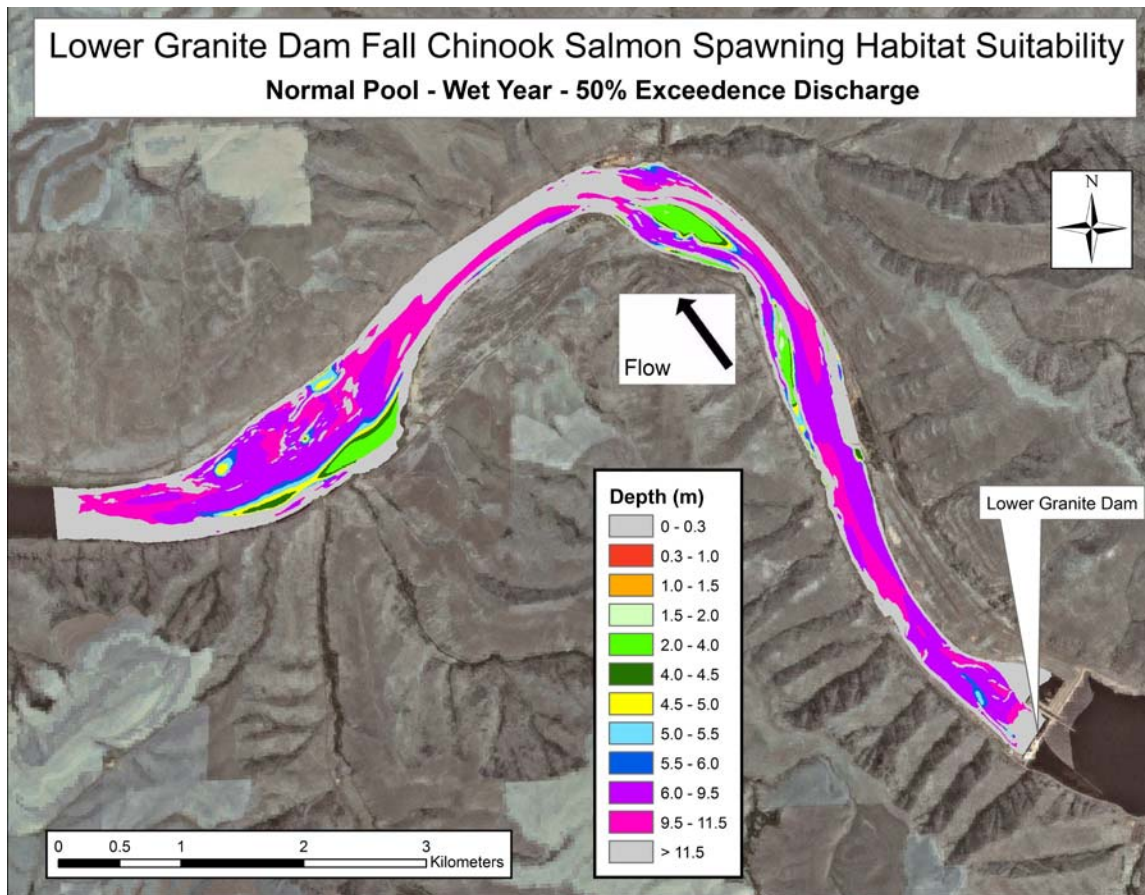 Lower Granite Dam Fall Chinook Salmon Spawning Habitat Suitability
Normal Pool - Wet Year - 50% Exceedence Discharge
N
Flow
Lower Granite Dam
Depth (m)
0 - 0.3
0.3 - 1.0
1.0 - 1.5
1.5 - 2.0
2.0 - 4.0
4.0 - 4.5
4.5 - 5.0
5.0 - 5.5
5.5 - 6.0
6.0 - 9.5
9.5 - 11.5
> 11.5
0 0.5 1 2 3
Kilometers